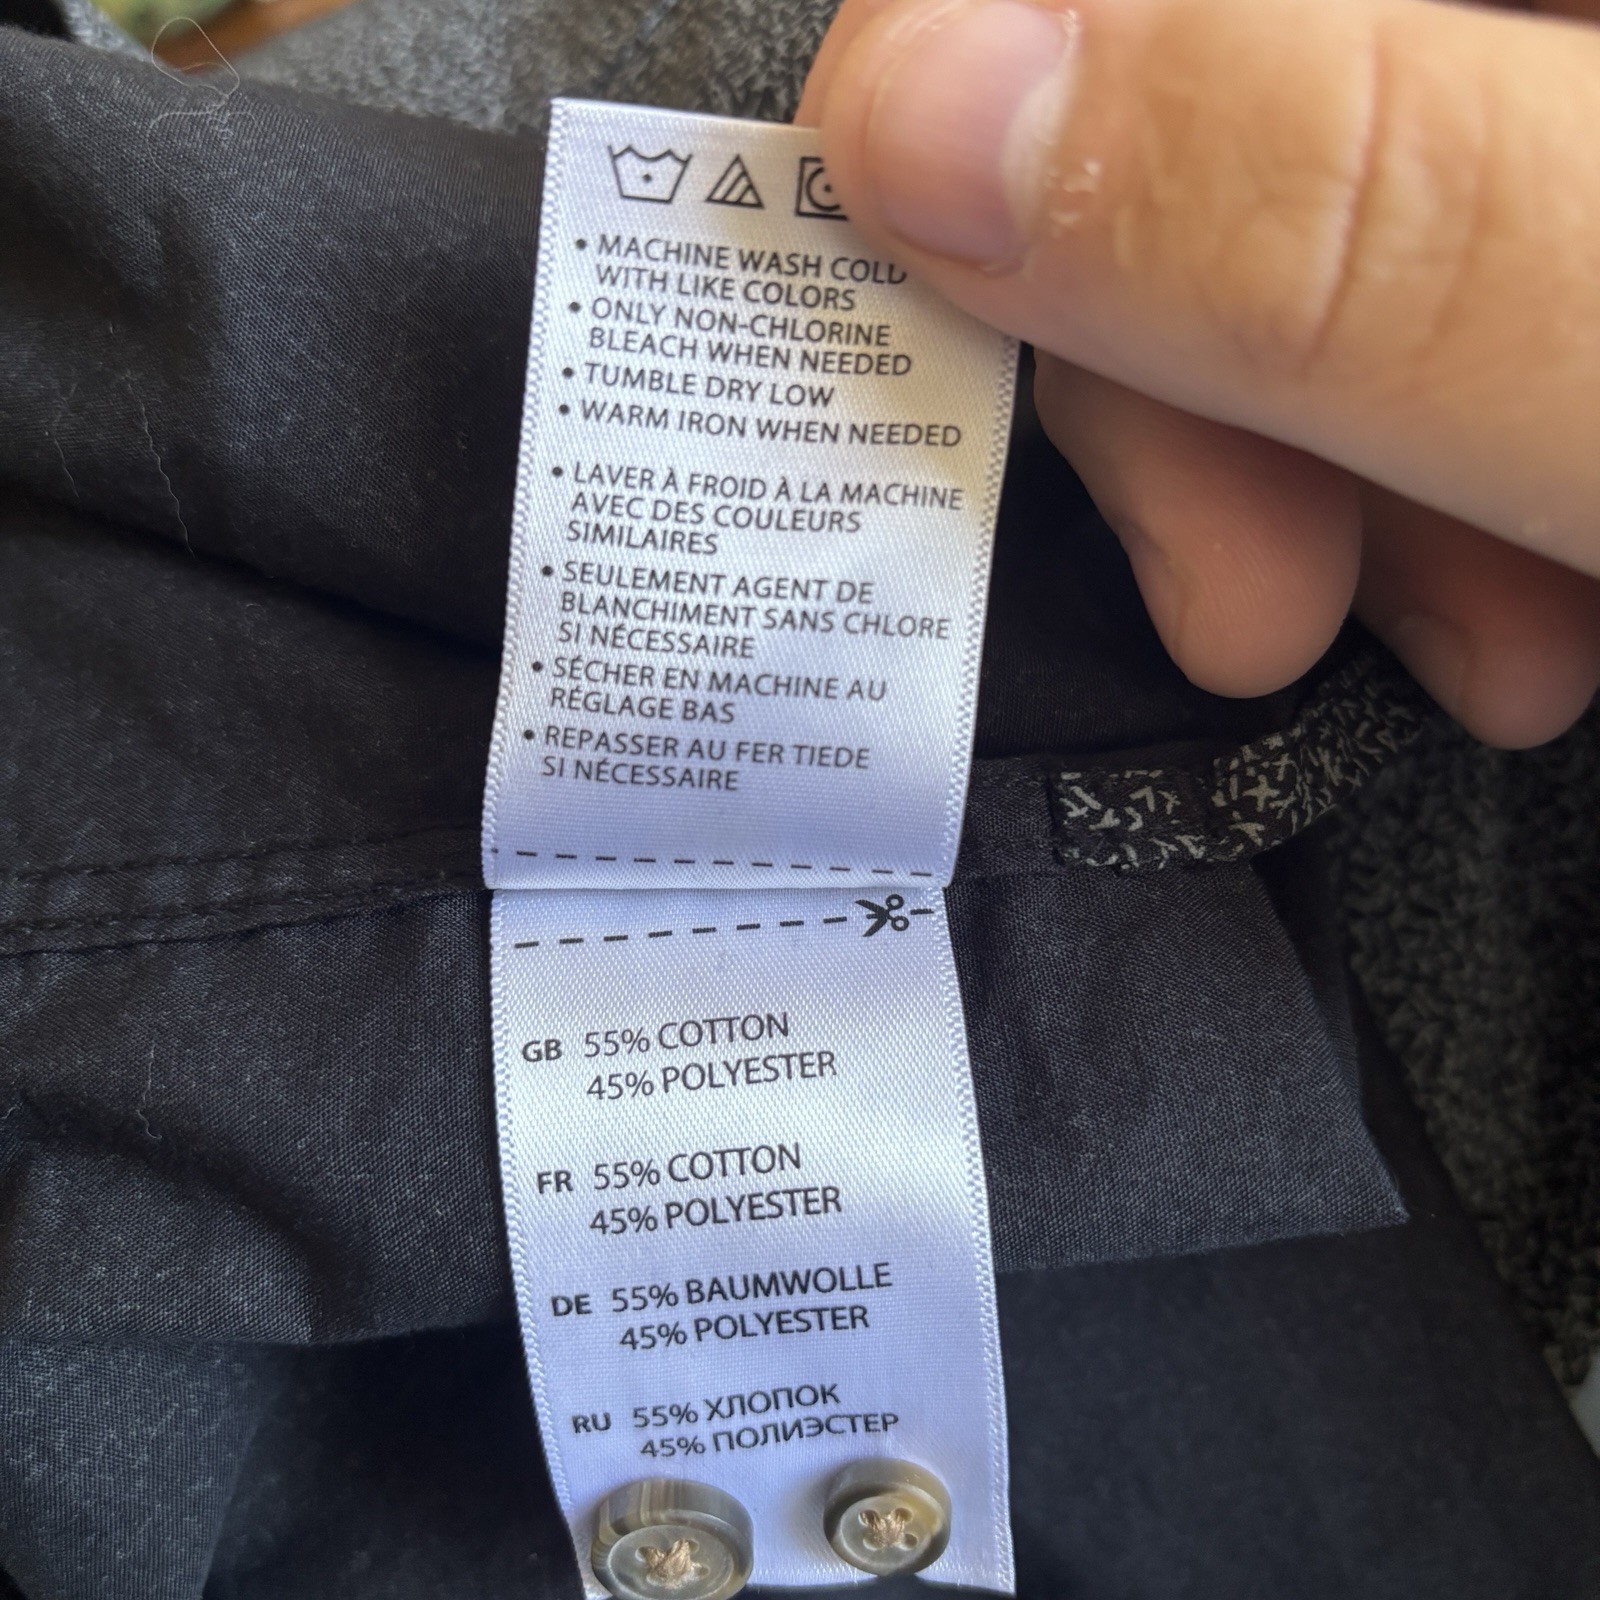 • MACHINE WASH COLD
WITH LIKE COLORS
• ONLY NON-CHLORINE
BLEACH WHEN NEEDED
• TUMBLE DRY LOW
• WARM IRON WHEN NEEDED
• LAVER À FROID À LA MACHINE
AVEC DES COULEURS
SIMILAIRES
• SEULEMENT AGENT DE
BLANCHIMENT SANS CHLORE
SI NÉCESSAIRE
• SÉCHER EN MACHINE AU
RÉGLAGE BAS
• REPASSER AU FER TIEDE
SI NÉCESSAIRE
GB 55% COTTON
45% POLYESTER
FR 55% COTTON
45% POLYESTER
DE 55% BAUMWOLLE
45% POLYESTER
RU 55% ХЛОПОК
45% ПОЛИЭСТЕР